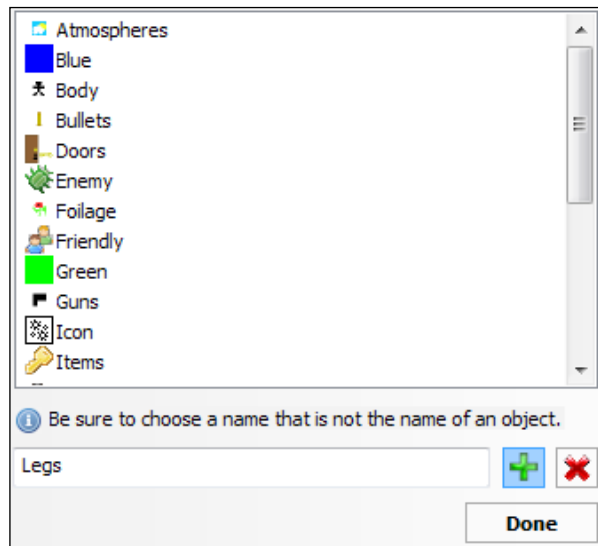 Atmospheres
Blue
Body
Bullets
Doors
Enemy
Foilage
Friendly
Green
Guns
Icon
Items
Be sure to choose a name that is not the name of an object.
Legs
Done